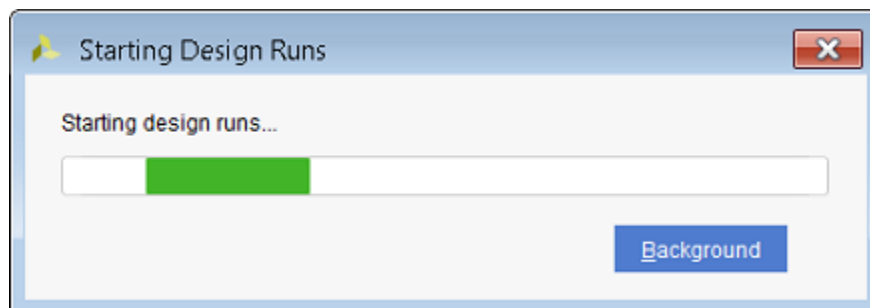 Starting Design Runs
Starting design runs...
Background